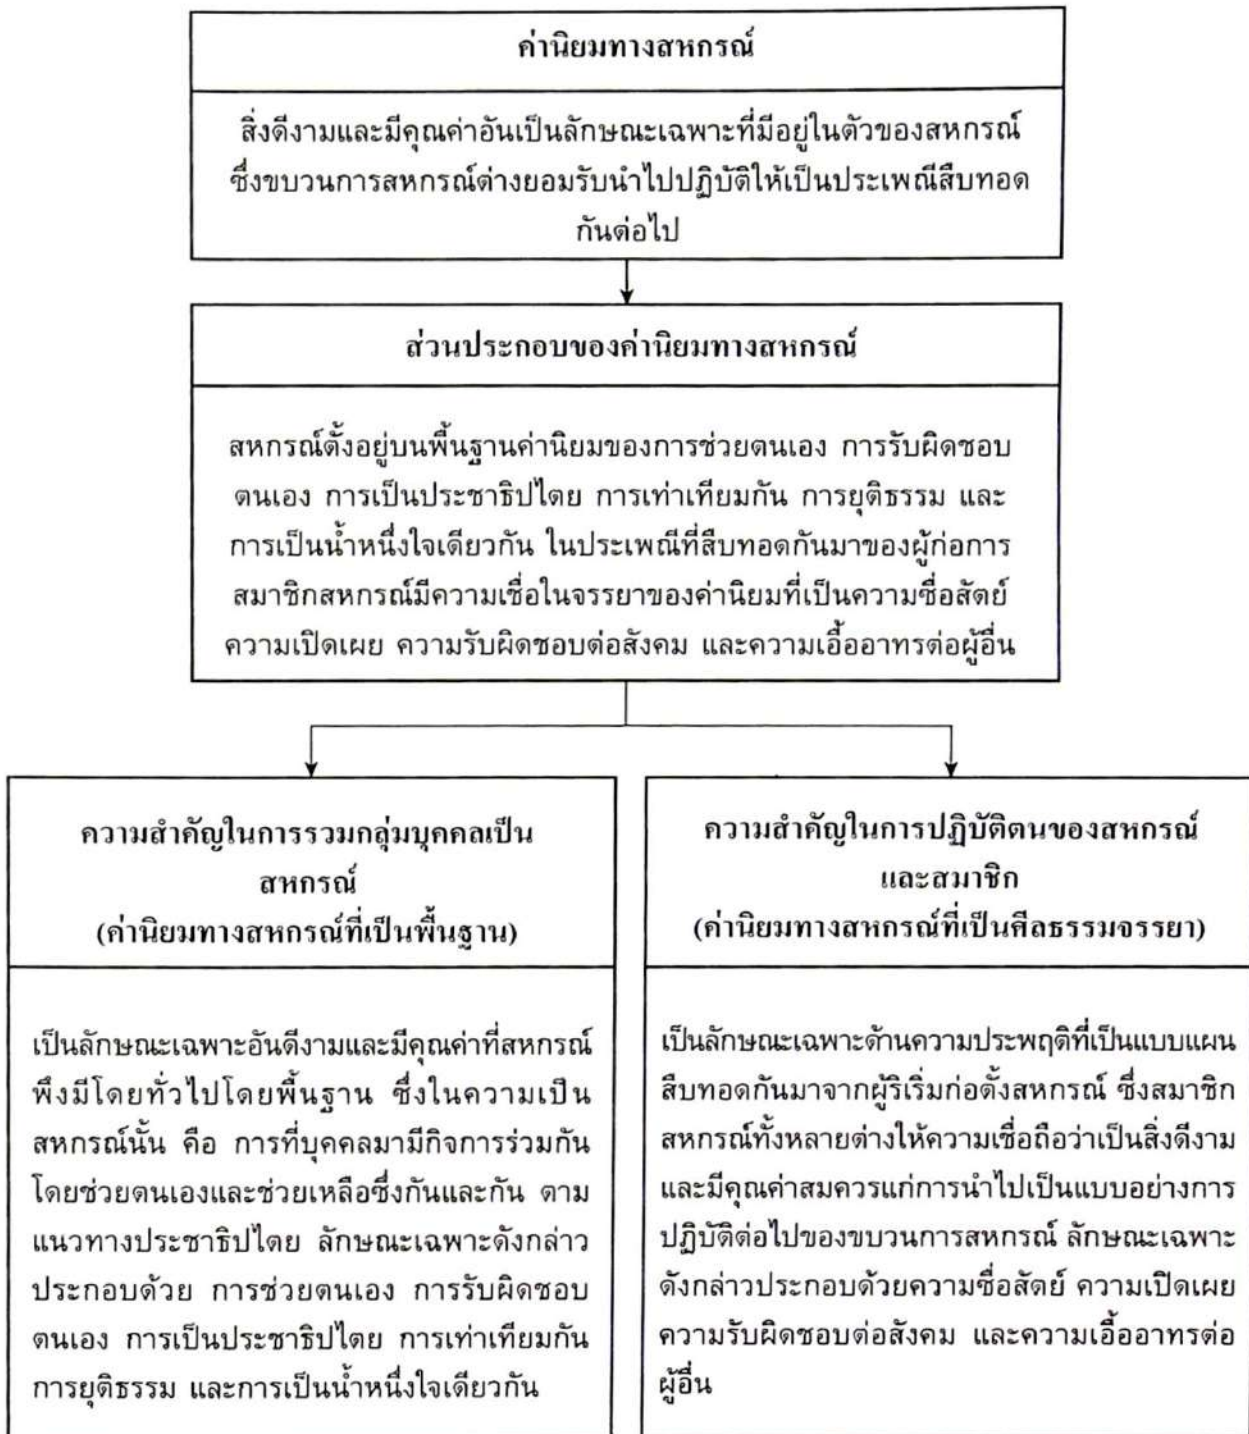 ค่านิยมทางสหกรณ์
สิ่งดีงามและมีคุณค่าอันเป็นลักษณะเฉพาะที่มีอยู่ในตัวของสหกรณ์
ซึ่งขบวนการสหกรณ์ต่างยอมรับนำไปปฏิบัติให้เป็นประเพณีสืบทอด
กันต่อไป
ส่วนประกอบของค่านิยมทางสหกรณ์
สหกรณ์ตั้งอยู่บนพื้นฐานค่านิยมของการช่วยตนเอง การรับผิดชอบ
ตนเอง การเป็นประชาธิปไตย การเท่าเทียมกัน การยุติธรรม และ
การเป็นน้ำหนึ่งใจเดียวกัน ในประเพณีที่สืบทอดกันมาของผู้ก่อการ
สมาชิกสหกรณ์มีความเชื่อในจรรยาของค่านิยมที่เป็นความซื่อสัตย์
ความเปิดเผย ความรับผิดชอบต่อสังคม และความเอื้ออาทรต่อผู้อื่น
ความสำคัญในการรวมกลุ่มบุคคลเป็น
สหกรณ์
(ค่านิยมทางสหกรณ์ที่เป็นพื้นฐาน)
เป็นลักษณะเฉพาะอันดีงามและมีคุณค่าที่สหกรณ์
พึงมีโดยทั่วไปโดยพื้นฐาน ซึ่งในความเป็น
สหกรณ์นั้น คือ การที่บุคคลมามีกิจการร่วมกัน
โดยช่วยตนเองและช่วยเหลือซึ่งกันและกัน ตาม
แนวทางประชาธิปไตย ลักษณะเฉพาะดังกล่าว
ประกอบด้วย การช่วยตนเอง การรับผิดชอบ
ตนเอง การเป็นประชาธิปไตย การเท่าเทียมกัน
การยุติธรรม และการเป็นน้ำหนึ่งใจเดียวกัน
ความสำคัญในการปฏิบัติตนของสหกรณ์
และสมาชิก
(ค่านิยมทางสหกรณ์ที่เป็นศีลธรรมจรรยา)
เป็นลักษณะเฉพาะด้านความประพฤติที่เป็นแบบแผน
สืบทอดกันมาจากผู้ริเริ่มก่อตั้งสหกรณ์ ซึ่งสมาชิก
สหกรณ์ทั้งหลายต่างให้ความเชื่อถือว่าเป็นสิ่งดีงาม
และมีคุณค่าสมควรแก่การนำไปเป็นแบบอย่างการ
ปฏิบัติต่อไปของขบวนการสหกรณ์ ลักษณะเฉพาะ
ดังกล่าวประกอบด้วยความซื่อสัตย์ ความเปิดเผย
ความรับผิดชอบต่อสังคม และความเอื้ออาทรต่อ
ผู้อื่น